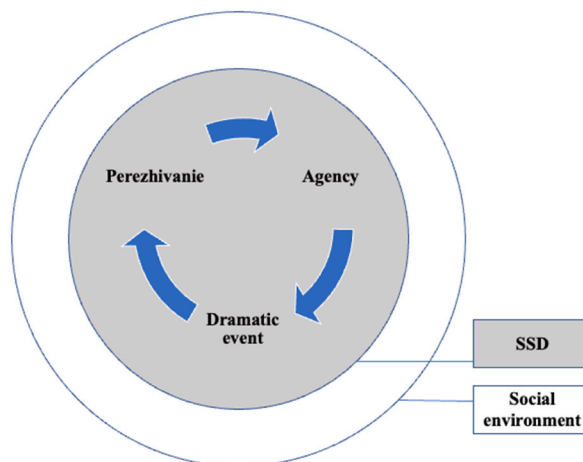 Perezhivanie
Agency
Dramatic
event
SSD
Social
environment